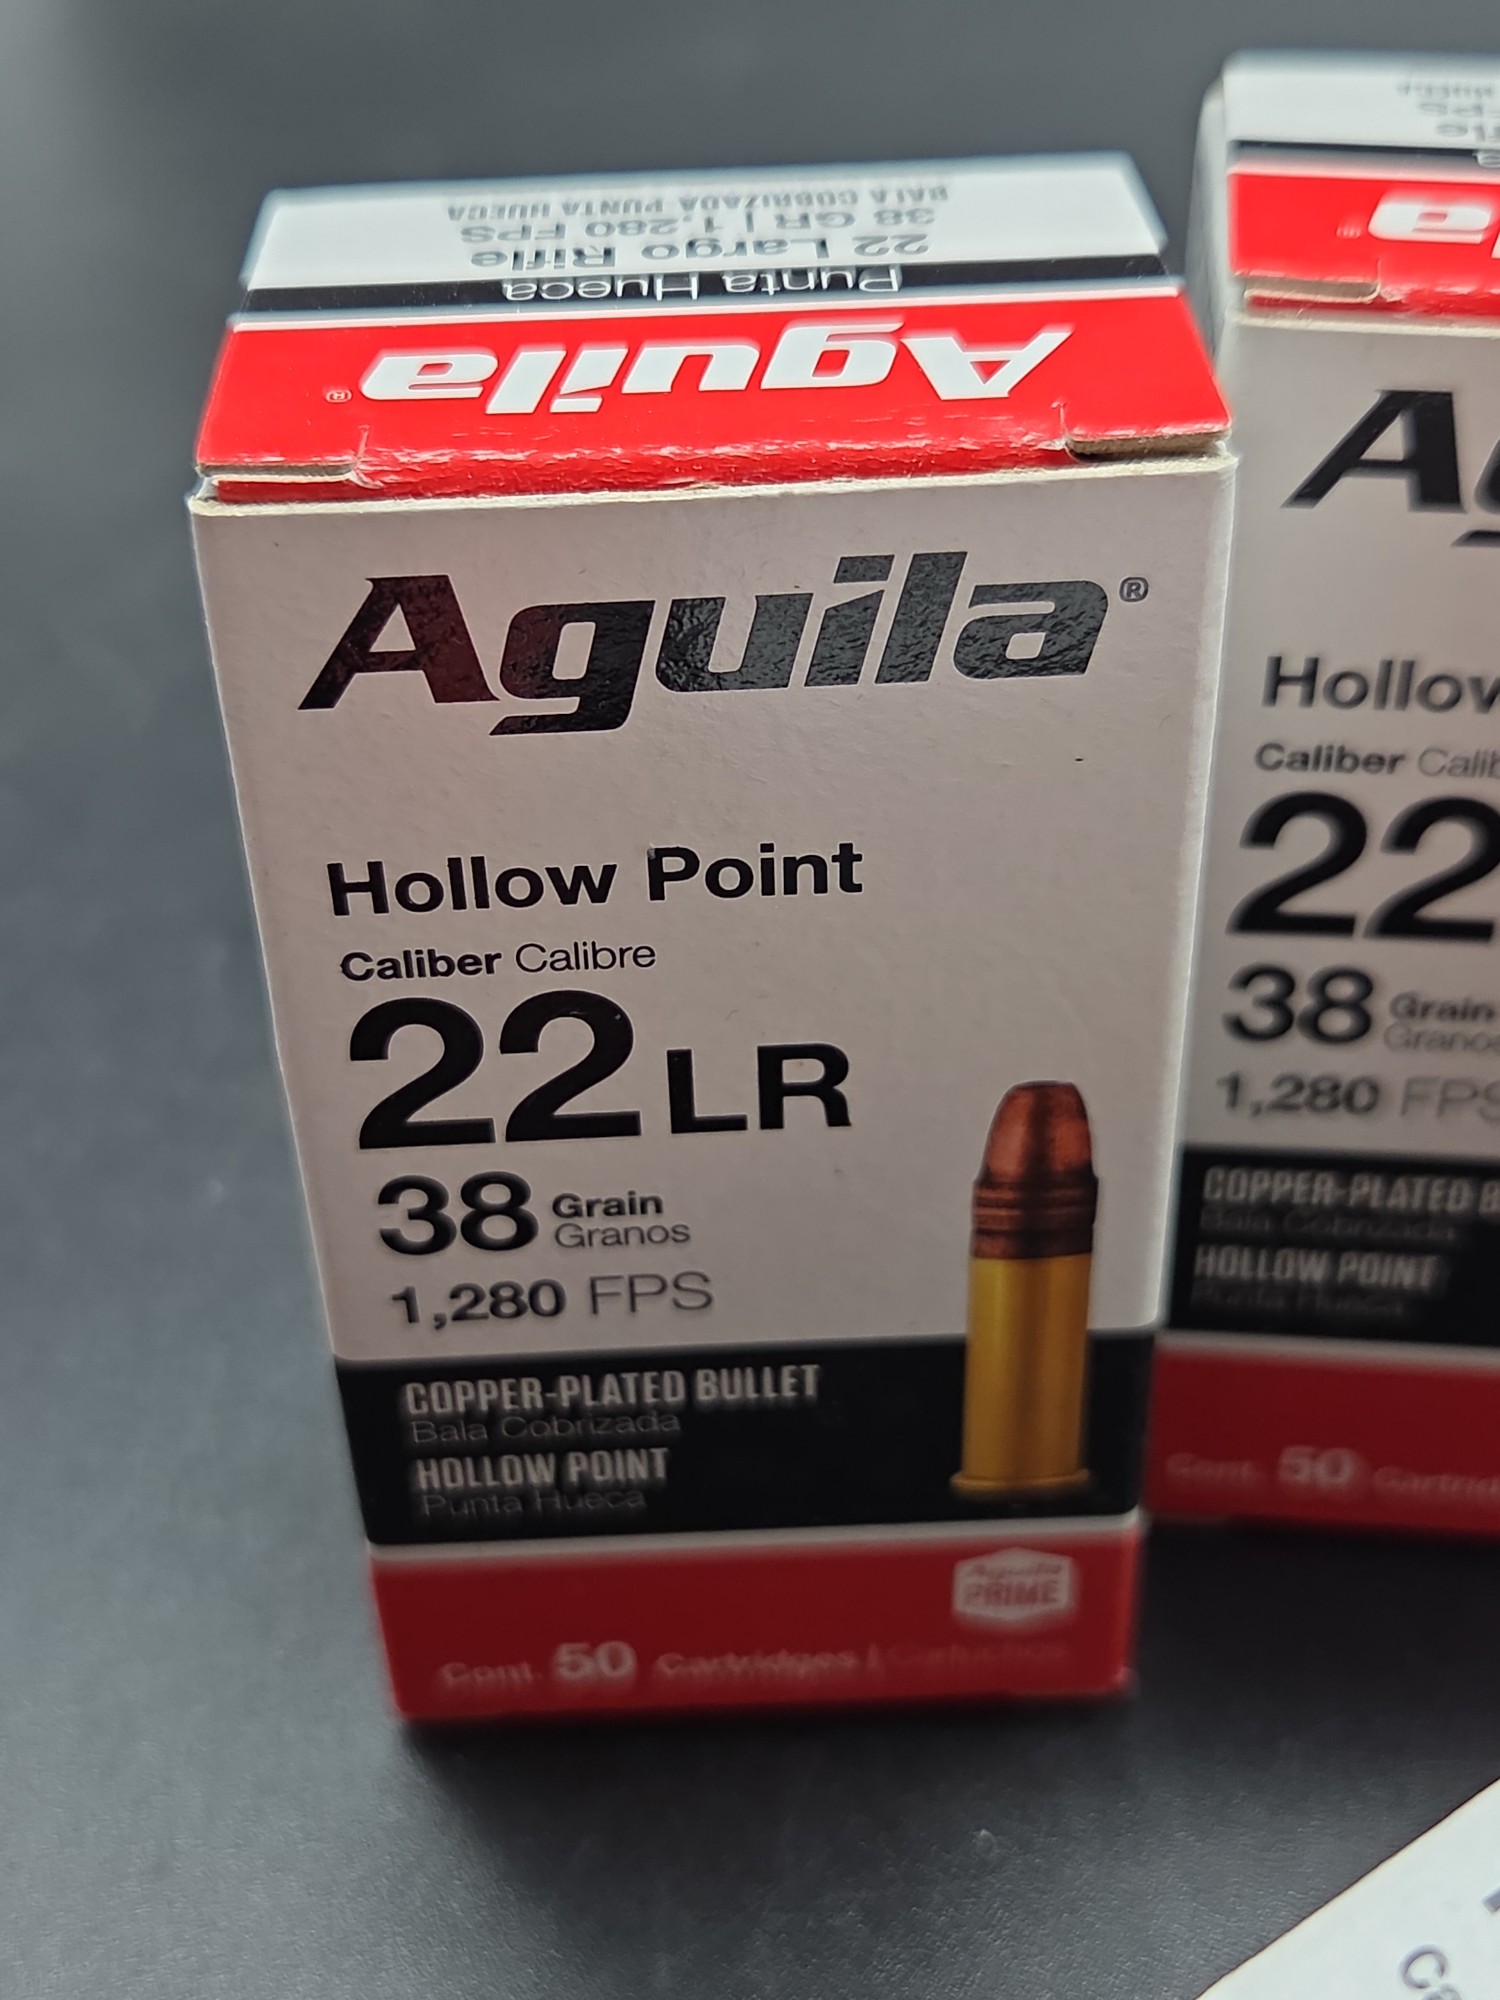 BALA COBRIZADA PUNTA HUECA
38 GR | 1,280 FPS
22 Largo Rifle
Punta Hueca
Aguila®
Aguila®
Hollow Point
Caliber Calibre
22 LR
38 Grain
Granos
1,280 FPS
COPPER-PLATED BULLET
Bala Cobrizada
HOLLOW POINT
Punta Hueca
Aguila
PRIME
Cont. 50 Cartridges | Cartuchos
Caliber
22
38 Grain
Granos
1,280 FPS
COPPER-PLATED
Bala Cobrizada
HOLLOW POINT
Punta Hueca
Cont. 50